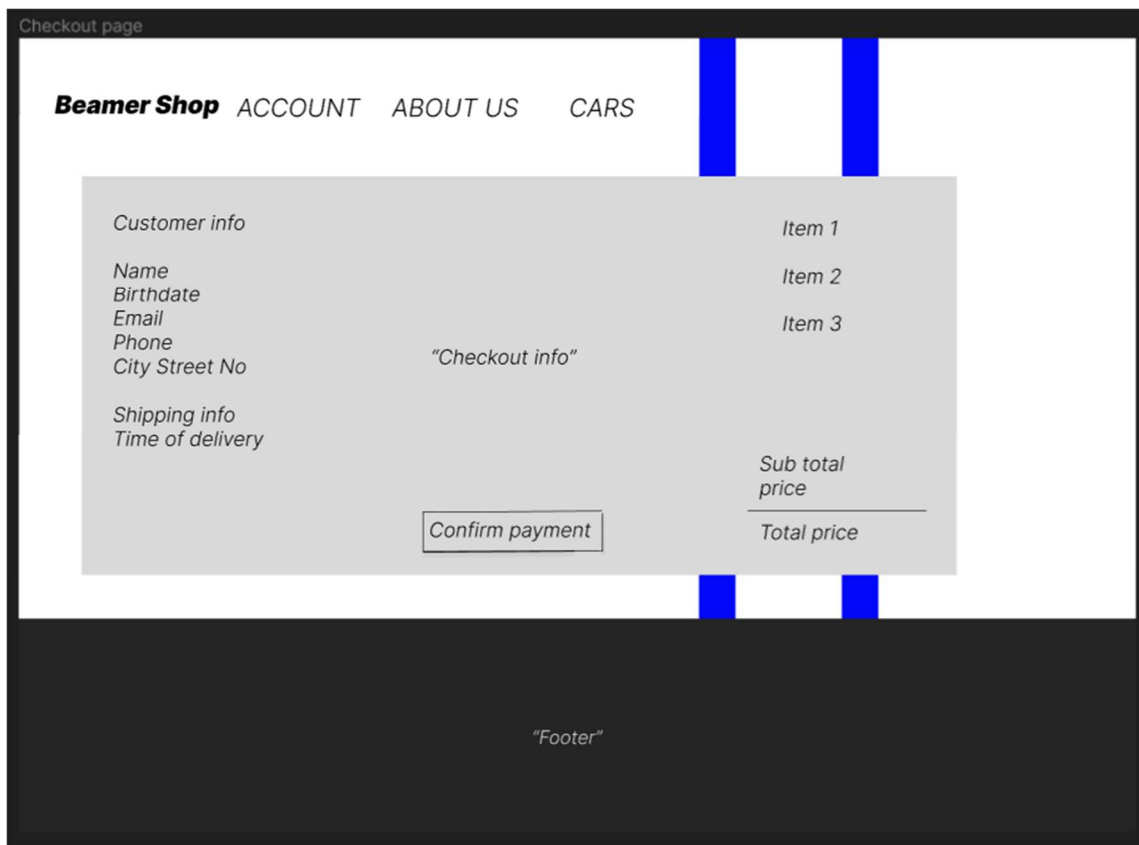 Checkout page
Beamer Shop ACCOUNT ABOUT US CARS
Customer info
Name
Birthdate
Email
Phone
City Street No
Shipping info
Time of delivery
“Checkout info”
Confirm payment
Item 1
Item 2
Item 3
Sub total
price
Total price
“Footer”